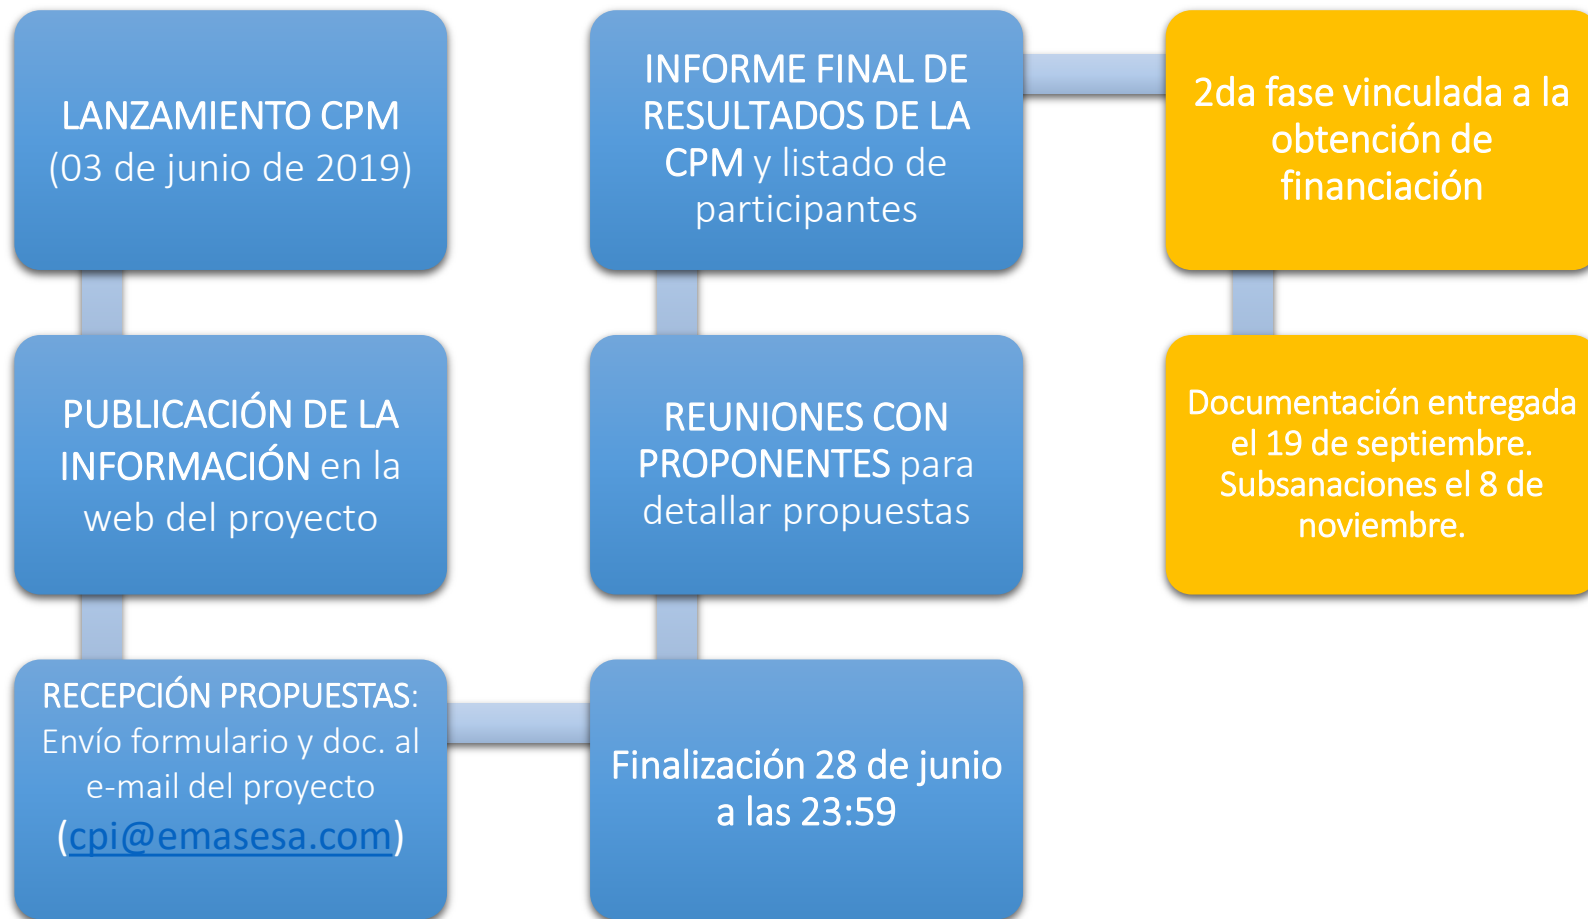 LANZAMIENTO CPM
(03 de junio de 2019)
PUBLICACIÓN DE LA
INFORMACIÓN en la
web del proyecto
RECEPCIÓN PROPUESTAS:
Envío formulario y doc. al
e-mail del proyecto
(cpi@emasesa.com)
Finalización 28 de junio
a las 23:59
REUNIONES CON
PROPONENTES para
detallar propuestas
INFORME FINAL DE
RESULTADOS DE LA
CPM y listado de
participantes
2da fase vinculada a la
obtención de
financiación
Documentación entregada
el 19 de septiembre.
Subsanaciones el 8 de
noviembre.